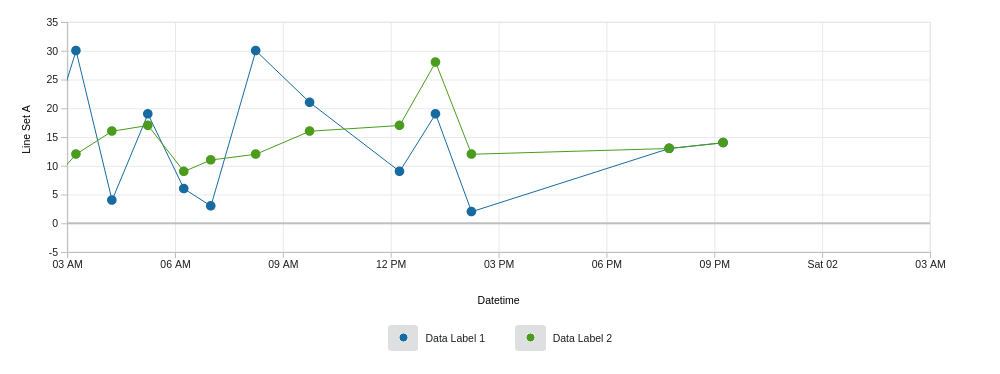 35
30
25
20
15
10
5
0
-5
Line Set A
03 AM 06 AM 09 AM 12 PM 03 PM 06 PM 09 PM Sat 02 03 AM
Datetime
Data Label 1 Data Label 2